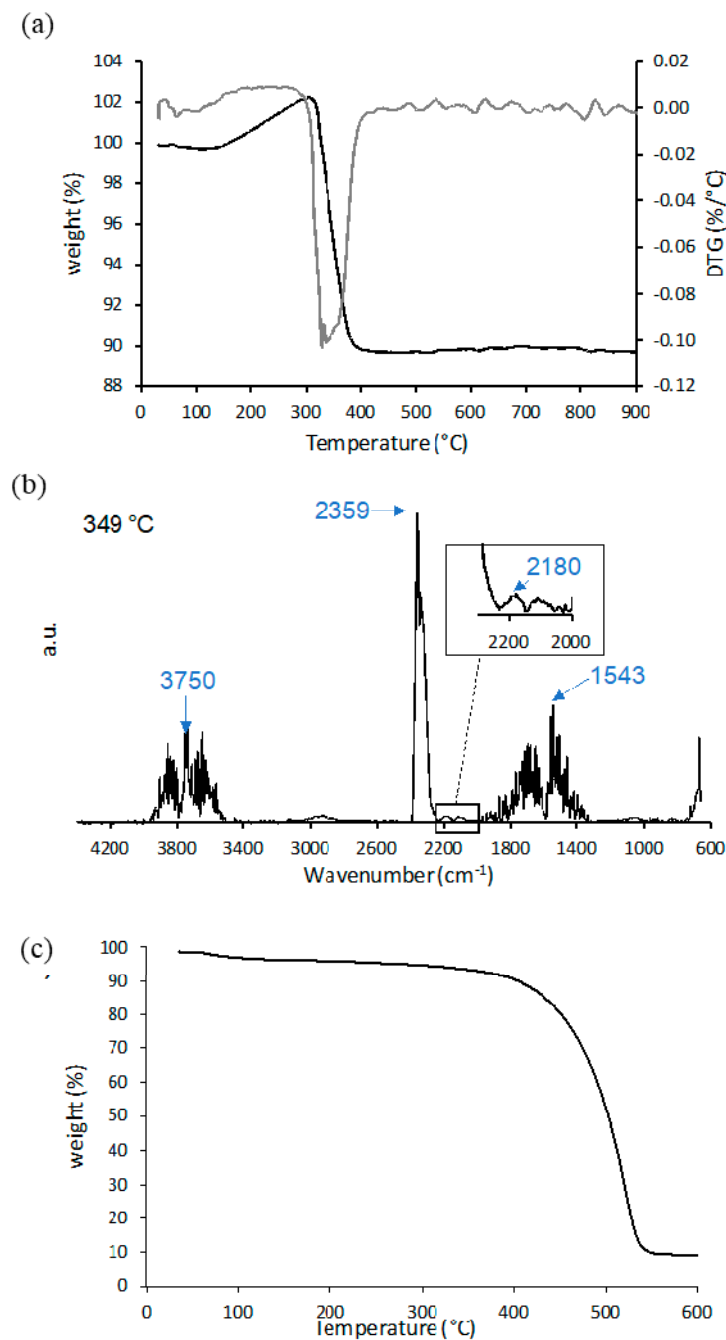 (a)
104
102
100
98
96
94
92
90
88
weight (%)
0.02
0.00
-0.02
-0.04
-0.06
-0.08
-0.10
-0.12
DTG (%/°C)
0 100 200 300 400 500 600 700 800 900
Temperature (°C)
(b)
349 °C
2359
2180
2200 2000
3750
1543
a.u.
4200 3800 3400 3000 2600 2200 1800 1400 1000 600
Wavenumber (cm-1)
(c)
100
90
80
70
60
50
40
30
20
10
0
weight (%)
0 100 200 300 400 500 600
Temperature (°C)